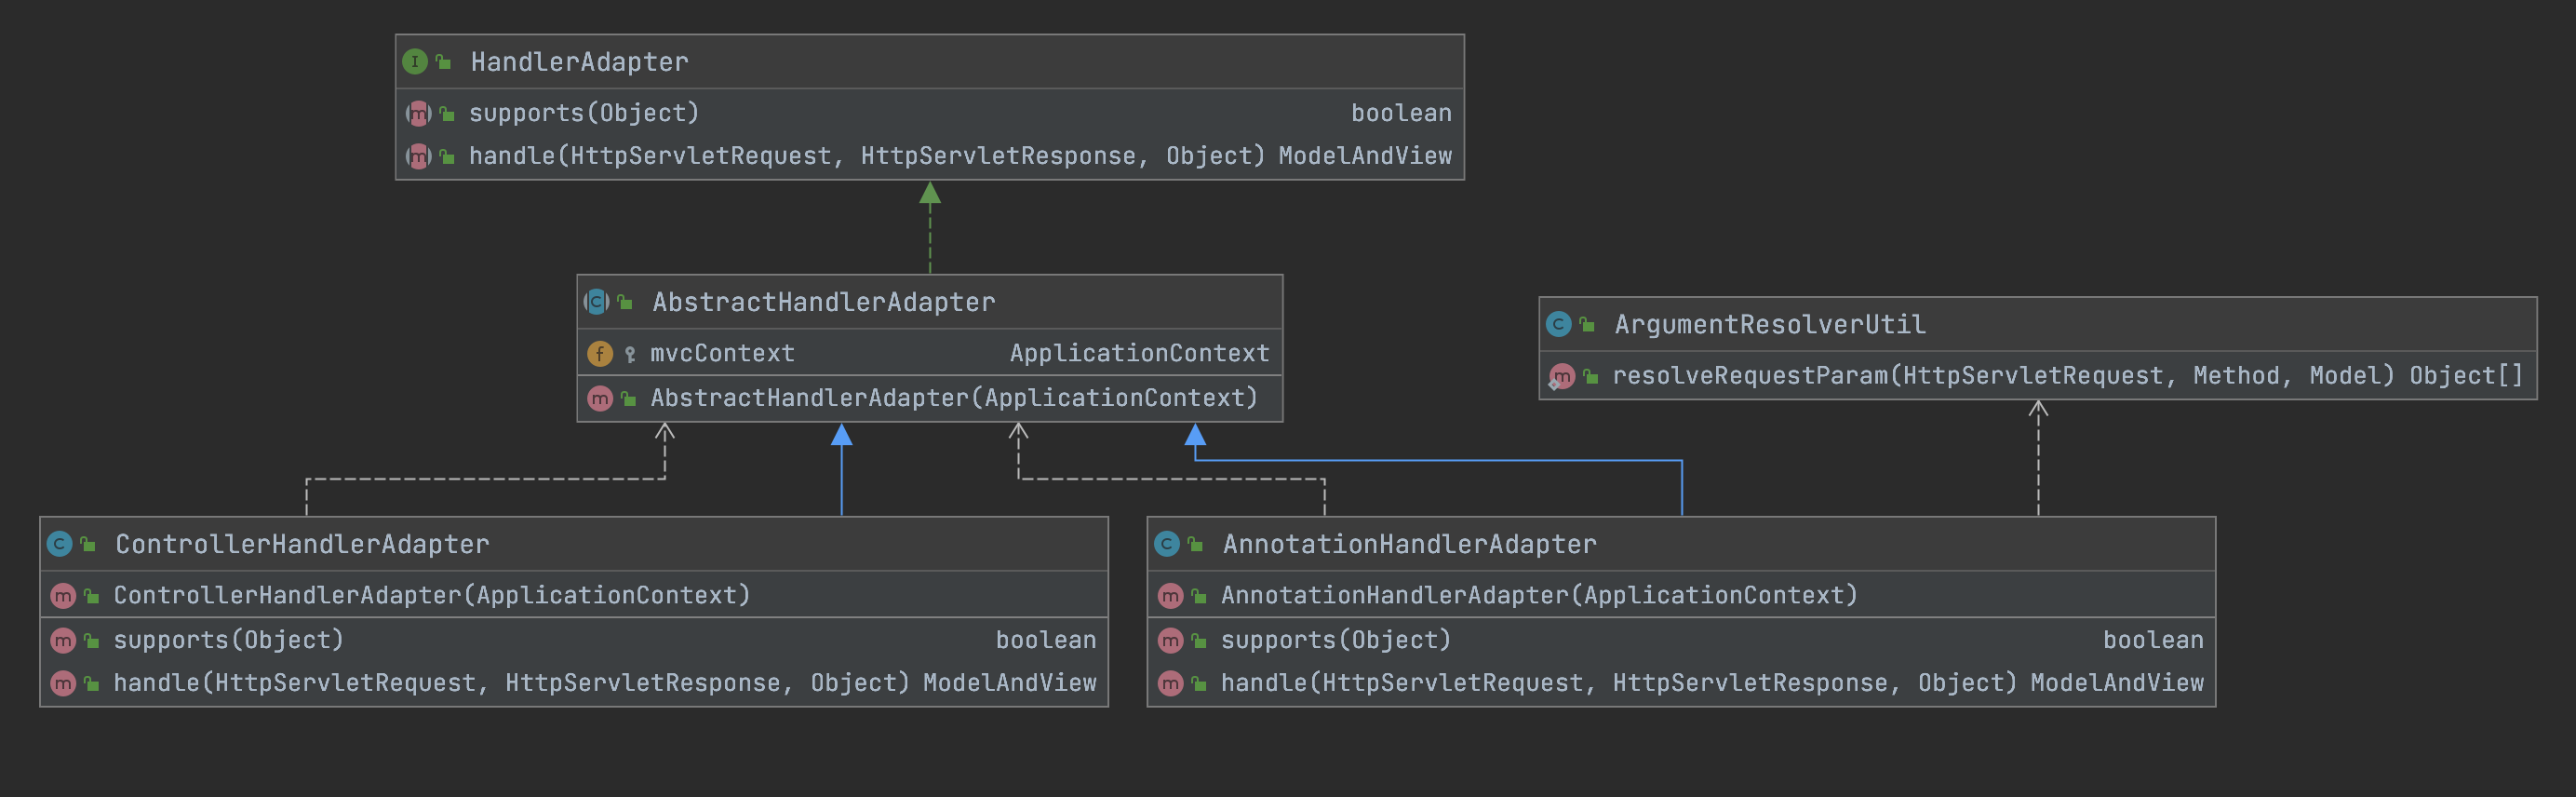 HandlerAdapter
supports(Object) boolean
handle(HttpServletRequest, HttpServletResponse, Object) ModelAndView
AbstractHandlerAdapter
mvcContext ApplicationContext
AbstractHandlerAdapter(ApplicationContext)
ArgumentResolverUtil
resolveRequestParam(HttpServletRequest, Method, Model) Object[]
ControllerHandlerAdapter
ControllerHandlerAdapter(ApplicationContext)
supports(Object) boolean
handle(HttpServletRequest, HttpServletResponse, Object) ModelAndView
AnnotationHandlerAdapter
AnnotationHandlerAdapter(ApplicationContext)
supports(Object) boolean
handle(HttpServletRequest, HttpServletResponse, Object) ModelAndView